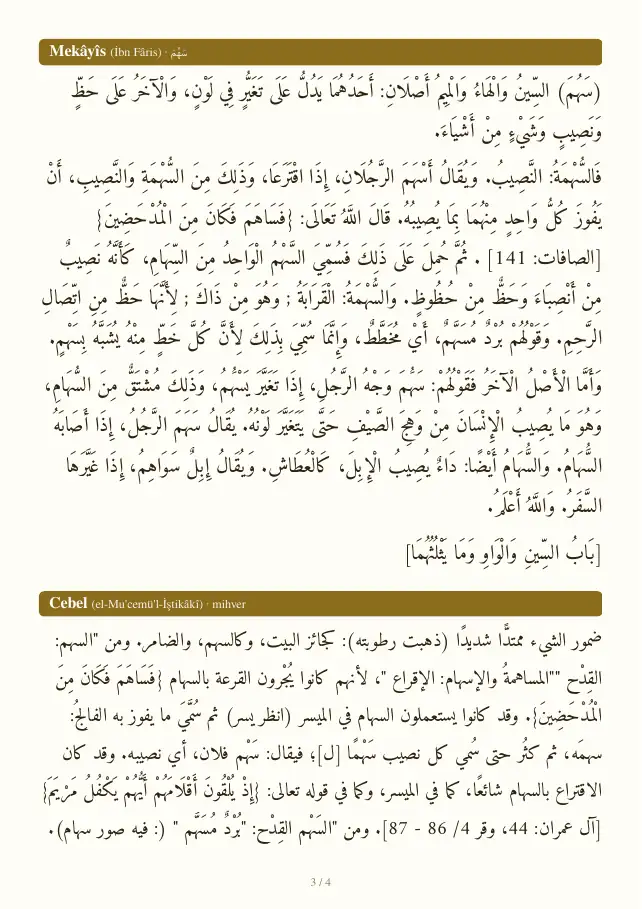 Mekâyîs (İbn Fâris) · سَهُمَ
(سَهُمَ) السِّينُ وَالْهَاءُ وَالْمِيمُ أَصْلَانِ: أَحَدُهُمَا يَدُلُّ عَلَى تَغَيُّرٍ فِي لَوْنٍ، وَالْآخَرُ عَلَى حَظٍّ
وَنَصِيبٍ وَشَيْءٍ مِنْ أَشْيَاءَ.
فَالسُّهْمَةُ: النَّصِيبُ. وَيُقَالُ أَسْهَمَ الرَّجُلَانِ، إِذَا اقْتَرَعَا، وَذَلِكَ مِنَ السُّهْمَةِ وَالنَّصِيبِ، أَنْ
يَفُوزَ كُلُّ وَاحِدٍ مِنْهُمَا بِمَا يُصِيبُهُ. قَالَ اللَّهُ تَعَالَى: {فَسَاهَمَ فَكَانَ مِنَ الْمُدْحَضِينَ}
[الصافات: 141] . ثُمَّ حُمِلَ عَلَى ذَلِكَ فَسُمِّيَ السَّهْمُ الْوَاحِدُ مِنَ السِّهَامِ، كَأَنَّهُ نَصِيبٌ
مِنْ أَنْصِبَاءَ وَحَظٌّ مِنْ حُظُوظٍ. وَالسُّهْمَةُ: الْقَرَابَةُ ; وَهُوَ مِنْ ذَاكَ ; لِأَنَّهَا حَظٌّ مِنِ اتِّصَالِ
الرَّحِمِ. وَقَوْلُهُمْ بُرْدٌ مُسَهَّمٌ، أَيْ مُخَطَّطٌ، وَإِنَّمَا سُمِّيَ بِذَلِكَ لِأَنَّ كُلَّ خَطٍّ مِنْهُ يُشَبَّهُ بِسَهْمٍ.
وَأَمَّا الْأَصْلُ الْآخَرُ فَقَوْلُهُمْ: سَهُمَ وَجْهُ الرَّجُلِ، إِذَا تَغَيَّرَ يَسْهُمُ، وَذَلِكَ مُشْتَقٌّ مِنَ السُّهَامِ،
وَهُوَ مَا يُصِيبُ الْإِنْسَانَ مِنْ وَهَجِ الصَّيْفِ حَتَّى يَتَغَيَّرَ لَوْنُهُ. يُقَالُ سَهَمَ الرَّجُلُ، إِذَا أَصَابَهُ
السُّهَامُ. وَالسُّهَامُ أَيْضًا: دَاءٌ يُصِيبُ الْإِبِلَ، كَالْعُطَاشِ. وَيُقَالُ إِبِلٌ سَوَاهِمُ، إِذَا غَيَّرَهَا
السَّفَرُ. وَاللَّهُ أَعْلَمُ.
[بَابُ السِّينِ وَالْوَاوِ وَمَا يَثْلُثُهُمَا]
Cebel (el-Mu'cemü'l-İştikâkî) · mihver
ضمور الشيء ممتدًّا شديدًا (ذهبت رطوبته): كجائز البيت، وكالسهم، والضامر. ومن "السهم:
القِدْح ""المساهمةُ والإسهام: الإقراع "، لأنهم كانوا يُجْرون القرعة بالسهام {فَسَاهَمَ فَكَانَ مِنَ
الْمُدْحَضِينَ}. وقد كانوا يستعملون السهام في الميسر (انظر يسر) ثم سُمَّيَ ما يفوز به الفالجُ:
سهمَه، ثم كثُر حتى سُمي كل نصيب سَهْمًا [ل]؛ فيقال: سَهْم فلان، أي نصيبه. وقد كان
الاقتراع بالسهام شائعًا، كما في الميسر، وكما في قوله تعالى: {إِذْ يُلْقُونَ أَقْلَامَهُمْ أَيُّهُمْ يَكْفُلُ مَرْيَمَ}
[آل عمران: 44، وقر 4/ 86 - 87]. ومن "السَهْم القِدْح: "بُرْدٌ مُسَهَّم " (: فيه صور سهام).
3 / 4